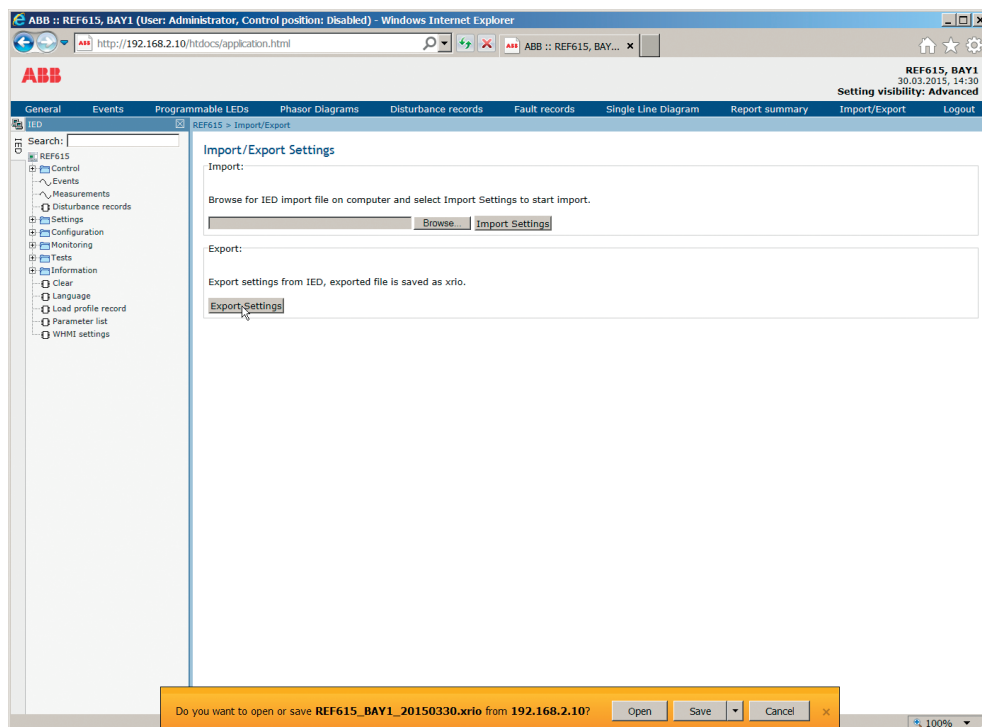 ABB :: REF615, BAY1 (User: Administrator, Control position: Disabled) - Windows Internet Explorer
http://192.168.2.10/htdocs/application.html
ABB :: REF615, BAY...
ABB
REF615, BAY1
30.03.2015, 14:30
Setting visibility: Advanced
General Events Programmable LEDs Phasor Diagrams Disturbance records Fault records Single Line Diagram Report summary Import/Export Logout
IED
REF615 > Import/Export
IED
Search:
REF615
Control
Events
Measurements
Disturbance records
Settings
Configuration
Monitoring
Tests
Information
Clear
Language
Load profile record
Parameter list
WHMI settings
Import/Export Settings
Import:
Browse for IED import file on computer and select Import Settings to start import.
Browse... Import Settings
Export:
Export settings from IED, exported file is saved as xrio.
Export Settings
Do you want to open or save REF615_BAY1_20150330.xrio from 192.168.2.10? Open Save Cancel
100%